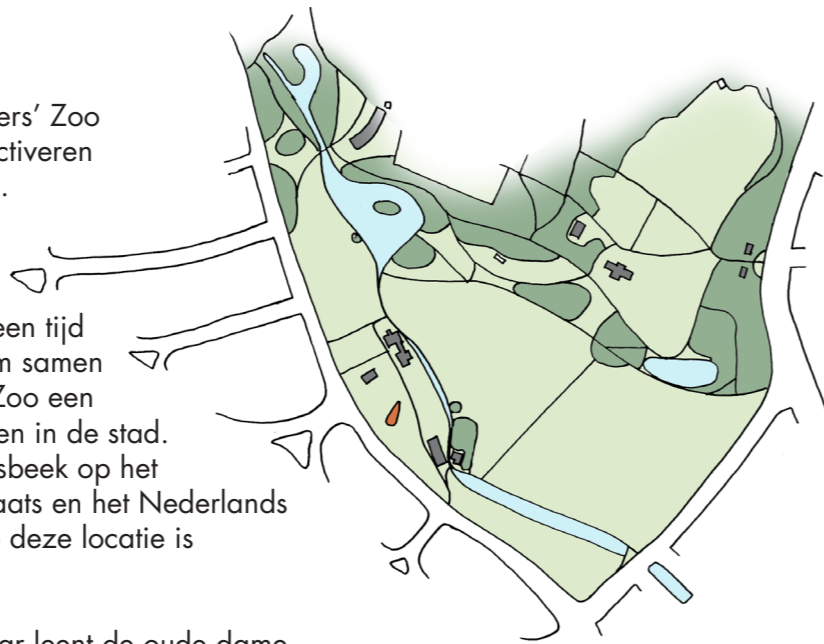 ers’ Zoo
ctiveren
.
een tijd
m samen
Zoo een
en in de stad.
sbeek op het
aats en het Nederlands
deze locatie is
ar leent de oude dame